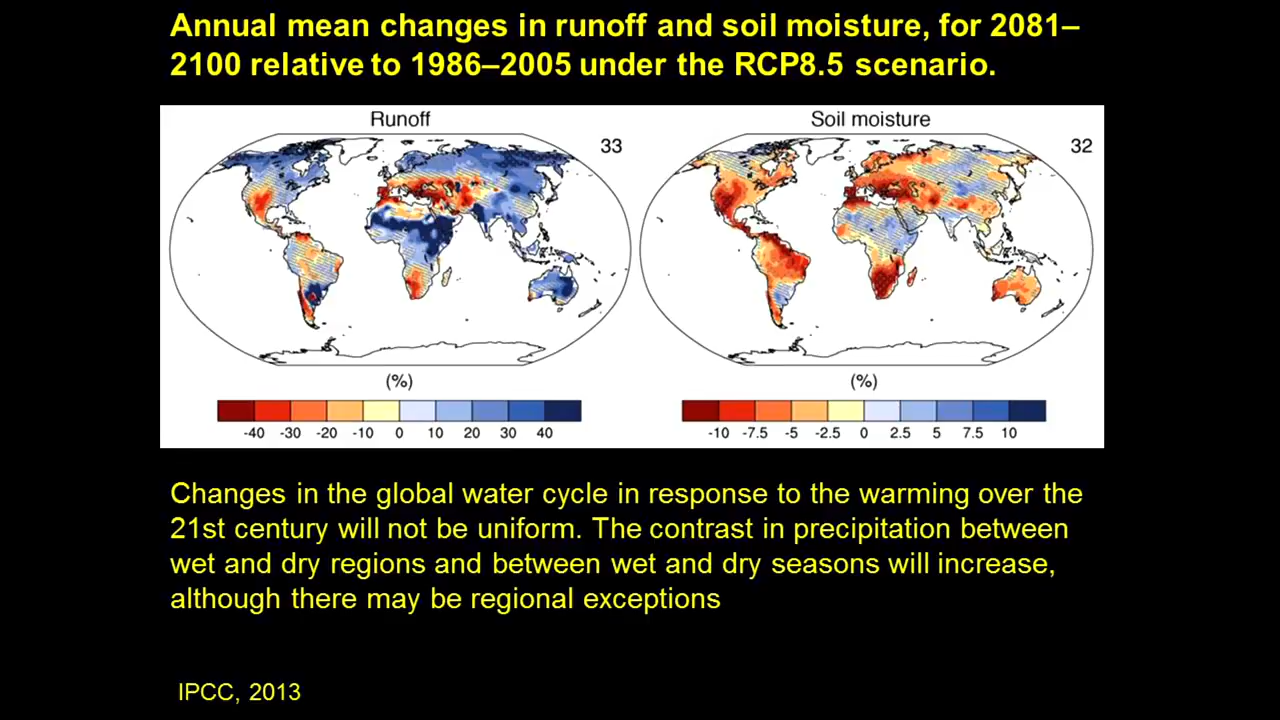 Annual mean changes in runoff and soil moisture, for 2081–
2100 relative to 1986–2005 under the RCP8.5 scenario.
Runoff
33
Soil moisture
32
(%)
-40 -30 -20 -10 0 10 20 30 40
(%)
-10 -7.5 -5 -2.5 0 2.5 5 7.5 10
Changes in the global water cycle in response to the warming over the
21st century will not be uniform. The contrast in precipitation between
wet and dry regions and between wet and dry seasons will increase,
although there may be regional exceptions
IPCC, 2013